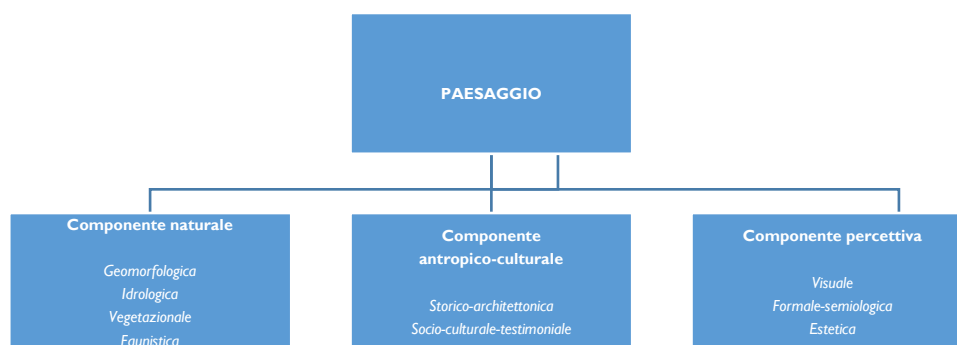 PAESAGGIO
Componente naturale
Geomorfologica
Idrologica
Vegetazionale
Faunistica
Componente
antropico-culturale
Storico-architettonica
Socio-culturale-testimoniale
Componente percettiva
Visuale
Formale-semiologica
Estetica